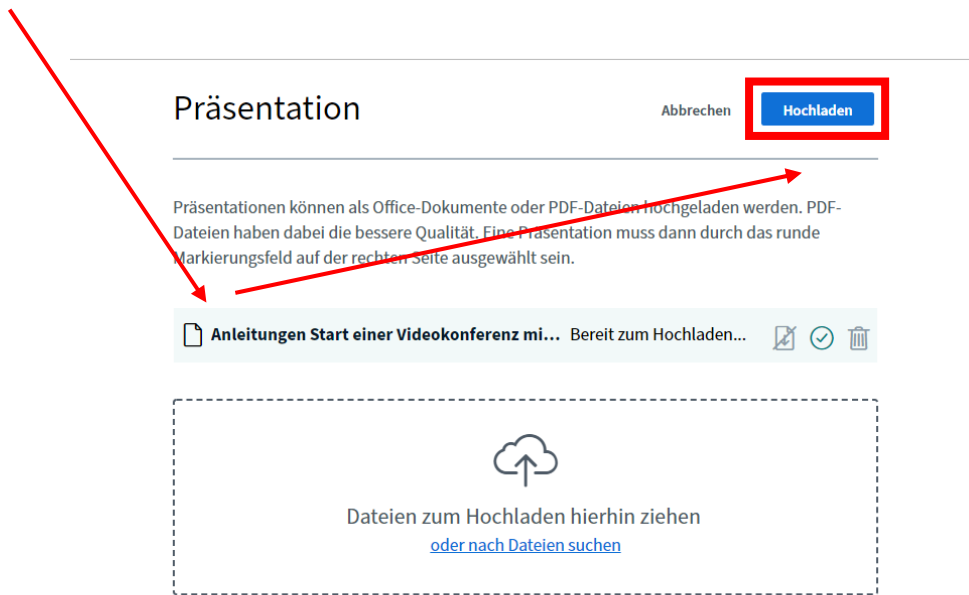 Präsentation
Abbrechen
Hochladen
Präsentationen können als Office-Dokumente oder PDF-Dateien hochgeladen werden. PDF-
Dateien haben dabei die bessere Qualität. Eine Präsentation muss dann durch das runde
Markierungsfeld auf der rechten Seite ausgewählt sein.
Anleitungen Start einer Videokonferenz mi... Bereit zum Hochladen...
Dateien zum Hochladen hierhin ziehen
oder nach Dateien suchen